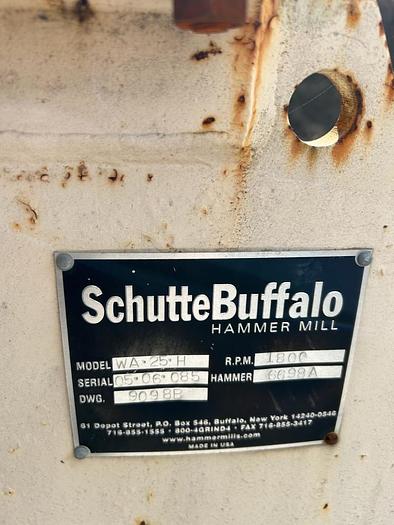 SchutteBuffalo
HAMMER MILL
MODEL WA·25·H R.P.M. 1800
SERIAL 05·06·085 HAMMER 6698A
DWG. 9098B
61 Depot Street, P.O. Box 546, Buffalo, New York 14240-0546
716-855-1555 · 800-4GRIND4 · FAX 716-855-3417
www.hammermills.com
MADE IN USA